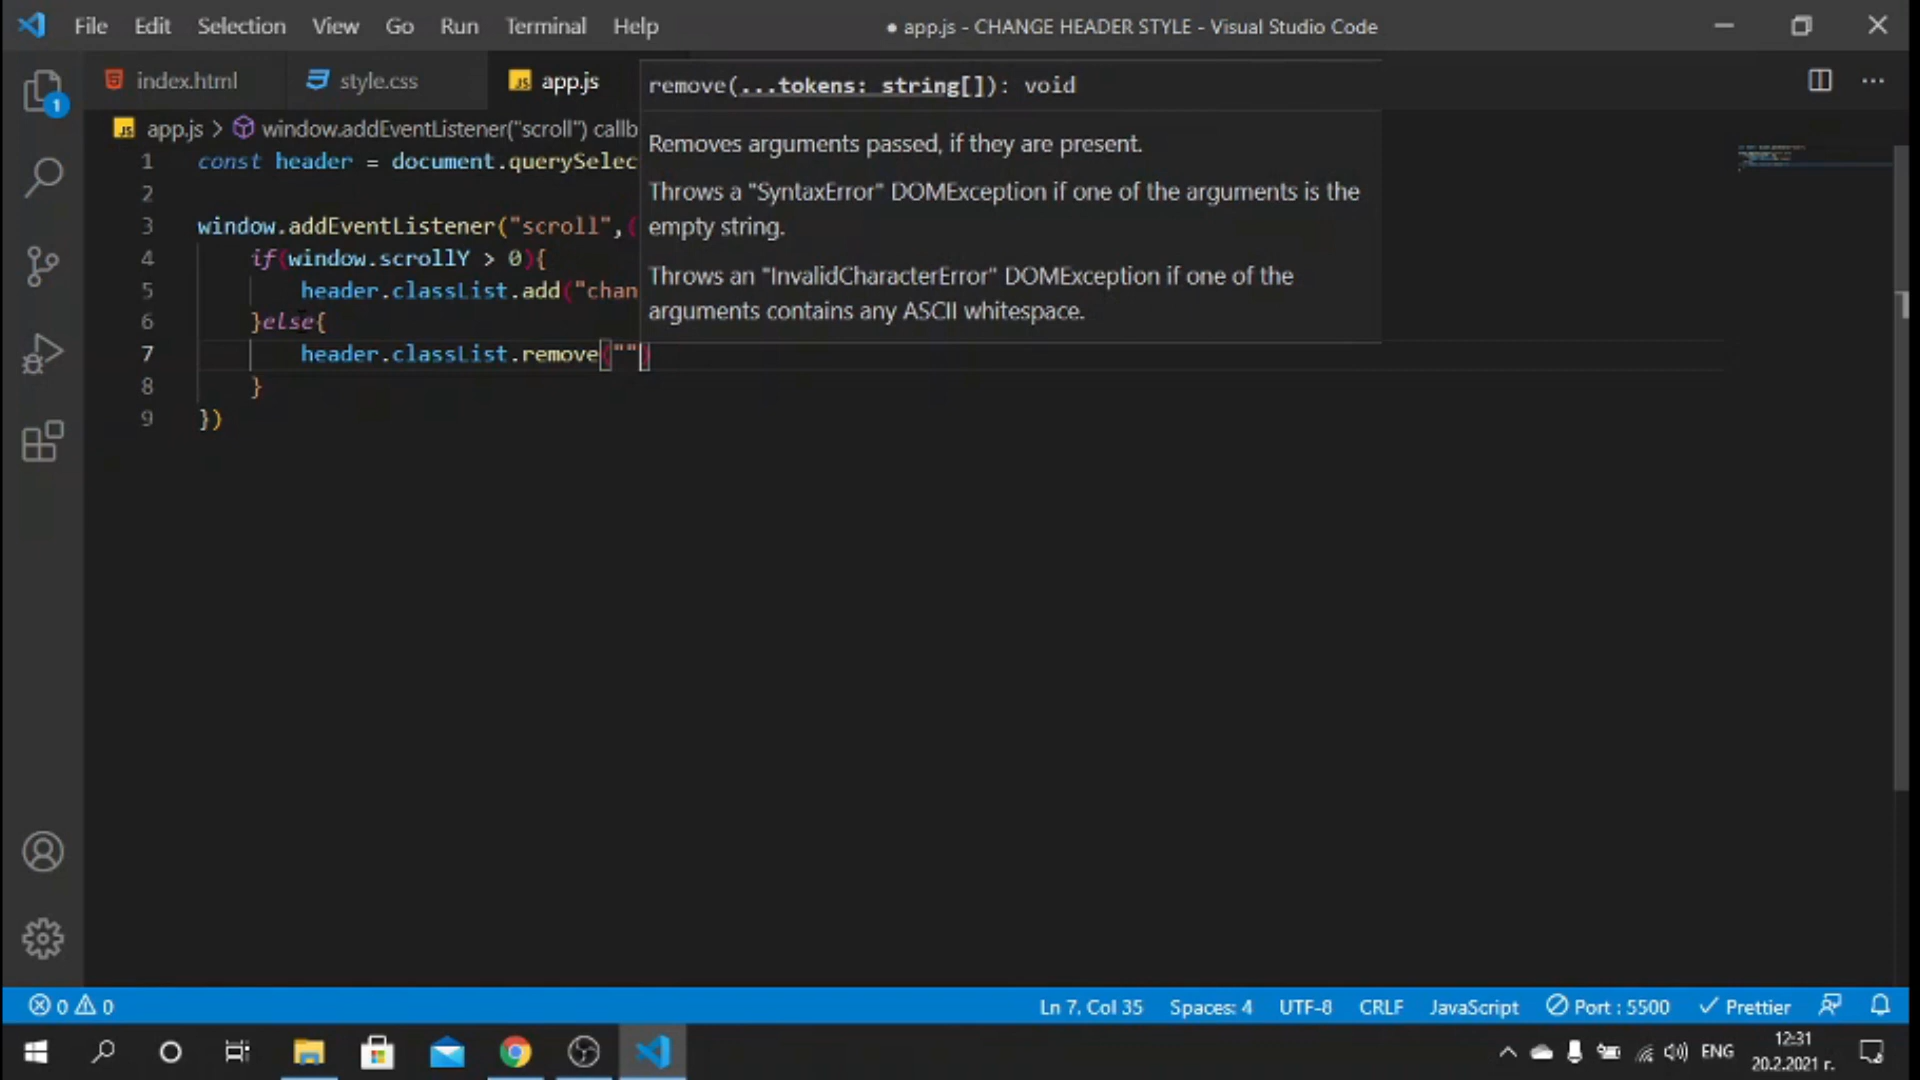 File Edit Selection View Go Run Terminal Help
● app.js - CHANGE HEADER STYLE - Visual Studio Code
1
index.html
style.css
JS app.js
remove(...tokens: string[]): void
Removes arguments passed, if they are present.
Throws a "SyntaxError" DOMException if one of the arguments is the
empty string.
Throws an "InvalidCharacterError" DOMException if one of the
arguments contains any ASCII whitespace.
JS app.js > window.addEventListener("scroll") callb
1 const header = document.querySelec
2
3 window.addEventListener("scroll",(
4 if(window.scrollY > 0){
5 header.classList.add("chan
6 }else{
7 header.classList.remove("")
8 }
9 })
0 0
Ln 7, Col 35 Spaces: 4 UTF-8 CRLF JavaScript Port : 5500 Prettier
ENG
12:31
20.2.2021 г.